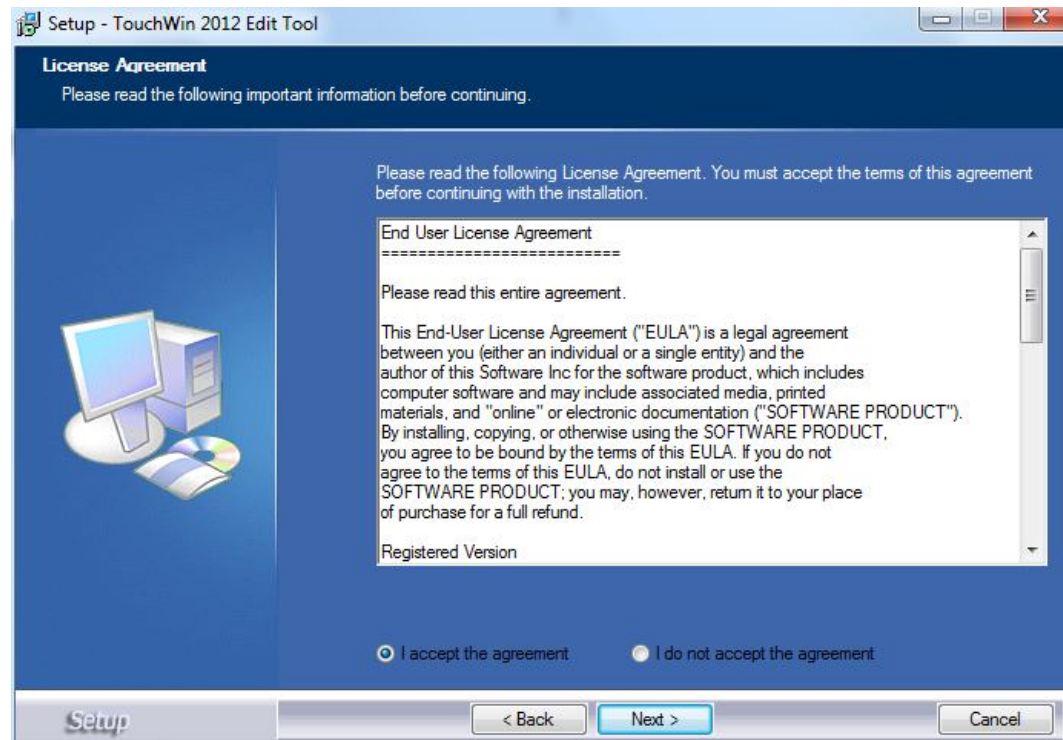 Setup - TouchWin 2012 Edit Tool
License Agreement
Please read the following important information before continuing.
Please read the following License Agreement. You must accept the terms of this agreement
before continuing with the installation.
End User License Agreement
==========================
Please read this entire agreement.
This End-User License Agreement ("EULA") is a legal agreement
between you (either an individual or a single entity) and the
author of this Software Inc for the software product, which includes
computer software and may include associated media, printed
materials, and "online" or electronic documentation ("SOFTWARE PRODUCT").
By installing, copying, or otherwise using the SOFTWARE PRODUCT,
you agree to be bound by the terms of this EULA. If you do not
agree to the terms of this EULA, do not install or use the
SOFTWARE PRODUCT; you may, however, return it to your place
of purchase for a full refund.
Registered Version
I accept the agreement
I do not accept the agreement
Setup
< Back
Next >
Cancel